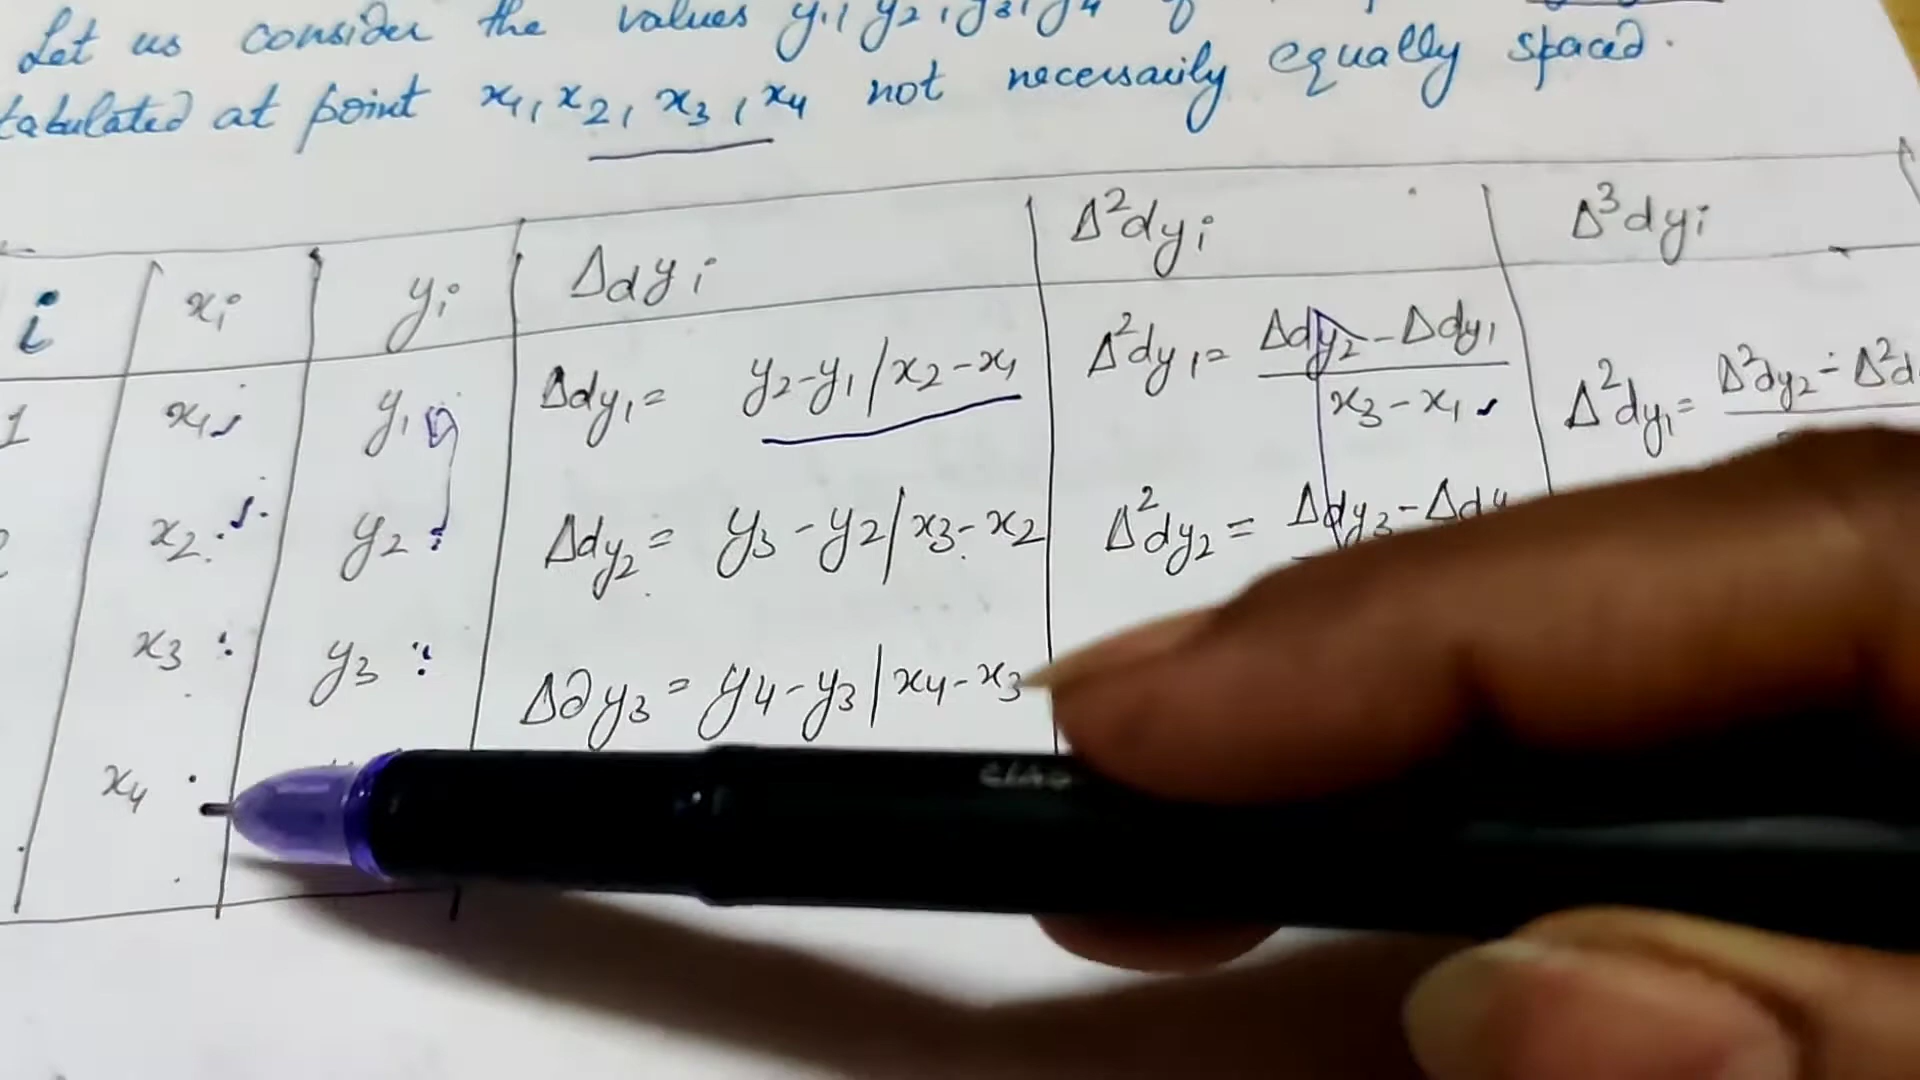 Let us consider the values y1, y2, y3, y4
tabulated at point x1, x2, x3, x4 not necessarily equally spaced.
i xi yi Δdyi Δ²dyi Δ³dyi
1 x1 y1 Δdy1= y2-y1/x2-x1 Δ²dy1= Δdy2-Δdy1/x3-x1 Δ²dy1= Δ²dy2-Δ²d
x2 y2 Δdy2= y3-y2/x3-x2 Δ²dy2= Δdy3-Δdy
x3 y3 Δ∂y3= y4-y3/x4-x3
x4